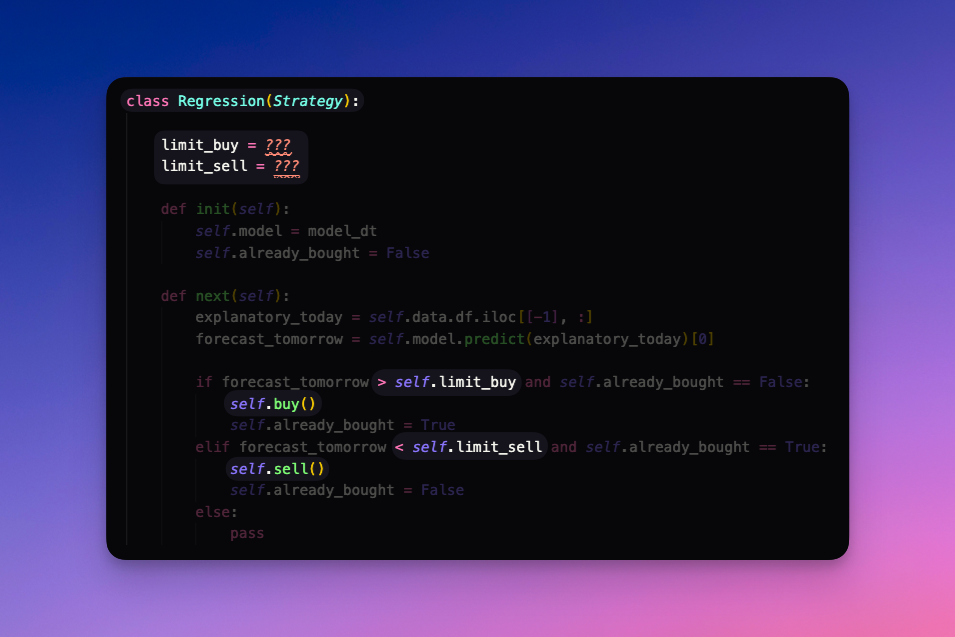 class Regression(Strategy):
limit_buy = ???
limit_sell = ???
def init(self):
self.model = model_dt
self.already_bought = False
def next(self):
explanatory_today = self.data.df.iloc[[-1], :]
forecast_tomorrow = self.model.predict(explanatory_today)[0]
if forecast_tomorrow > self.limit_buy and self.already_bought == False:
self.buy()
self.already_bought = True
elif forecast_tomorrow < self.limit_sell and self.already_bought == True:
self.sell()
self.already_bought = False
else:
pass